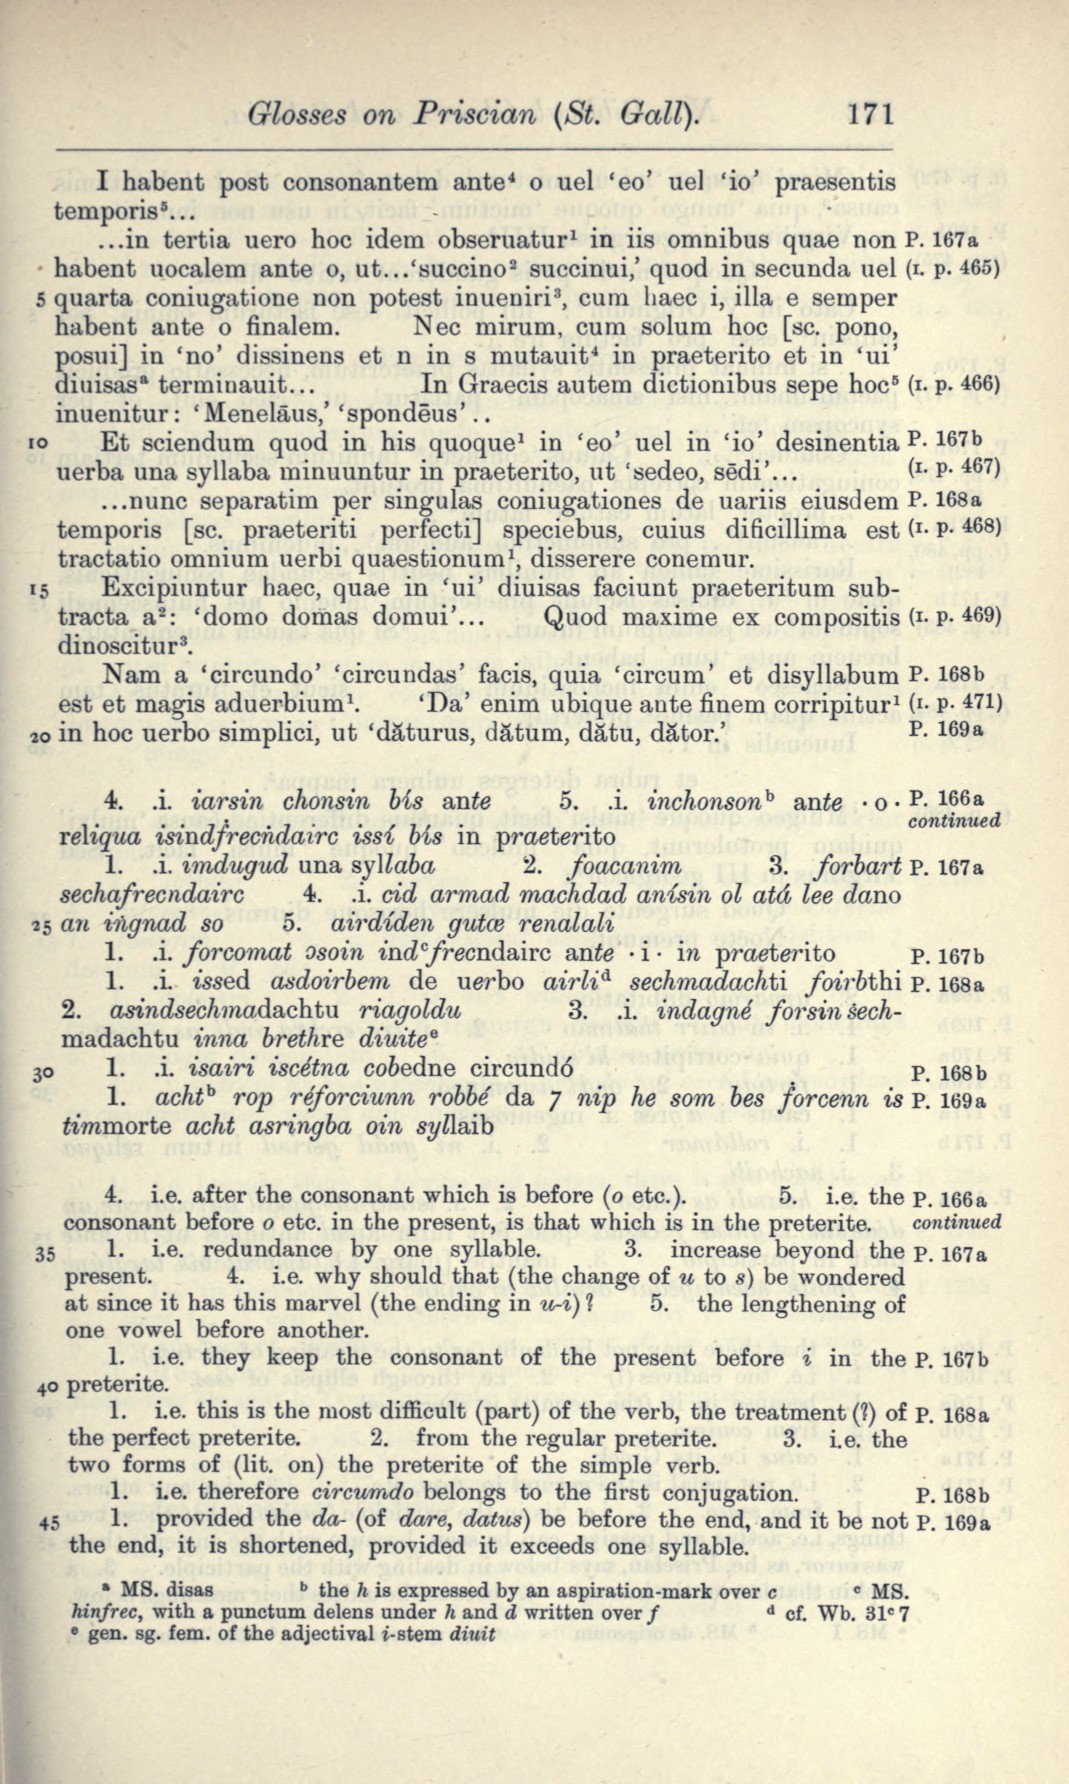 Glosses on Priscian (St. Gall). 171
I habent post consonantem ante⁴ o uel ‘eo’ uel ‘io’ praesentis
temporis⁵...
...in tertia uero hoc idem obseruatur¹ in iis omnibus quae non P. 167a
habent uocalem ante o, ut...‘succino² succinui,’ quod in secunda uel (I. p. 465)
5 quarta coniugatione non potest inueniri³, cum haec i, illa e semper
habent ante o finalem. Nec mirum, cum solum hoc [sc. pono,
posui] in ‘no’ dissinens et n in s mutauit⁴ in praeterito et in ‘ui’
diuisasᵃ terminauit... In Graecis autem dictionibus sepe hoc⁵ (I. p. 466)
inuenitur: ‘Menelāus,’ ‘spondēus’..
10 Et sciendum quod in his quoque¹ in ‘eo’ uel in ‘io’ desinentia P. 167b
uerba una syllaba minuuntur in praeterito, ut ‘sedeo, sēdi’... (I. p. 467)
...nunc separatim per singulas coniugationes de uariis eiusdem P. 168a
temporis [sc. praeteriti perfecti] speciebus, cuius dificillima est (I. p. 468)
tractatio omnium uerbi quaestionum¹, disserere conemur.
15 Excipiuntur haec, quae in ‘ui’ diuisas faciunt praeteritum sub-
tracta a²: ‘domo domas domui’... Quod maxime ex compositis (I. p. 469)
dinoscitur³.
Nam a ‘circundo’ ‘circundas’ facis, quia ‘circum’ et disyllabum P. 168b
est et magis aduerbium¹. ‘Da’ enim ubique ante finem corripitur¹ (I. p. 471)
20 in hoc uerbo simplici, ut ‘dăturus, dătum, dătu, dător.’ P. 169a
4. .i. iarsin chonsin bís ante 5. .i. inchonsonᵇ ante ·o· P. 166a
reliqua isindḟrecṅdairc issí bís in praeterito continued
1. .i. imdugud una syllaba 2. foacanim 3. forbart P. 167a
sechafrecndairc 4. .i. cid armad machdad anísin ol atá lee dano
25 an iṅgnad so 5. airdíden gutæ renalali
1. .i. forcomat ɔsoin indᶜfrecndairc ante ·i· in praeterito P. 167b
1. .i. issed asdoirbem de uerbo airliᵈ sechmadachti foirbthi P. 168a
2. asindsechmadachtu riagoldu 3. .i. indagné forsinṡech-
madachtu inna brethre diuiteᵉ
30 1. .i. isairi iscétna cobedne circundó P. 168b
1. achtᵇ rop réforciunn robbé da ⁊ nip he som bes ḟorcenn is P. 169a
timmorte acht asringba oin syllaib
4. i.e. after the consonant which is before (o etc.). 5. i.e. the P. 166a
consonant before o etc. in the present, is that which is in the preterite. continued
35 1. i.e. redundance by one syllable. 3. increase beyond the P. 167a
present. 4. i.e. why should that (the change of u to s) be wondered
at since it has this marvel (the ending in u-i)? 5. the lengthening of
one vowel before another.
1. i.e. they keep the consonant of the present before i in the P. 167b
40 preterite.
1. i.e. this is the most difficult (part) of the verb, the treatment (?) of P. 168a
the perfect preterite. 2. from the regular preterite. 3. i.e. the
two forms of (lit. on) the preterite of the simple verb.
1. i.e. therefore circumdo belongs to the first conjugation. P. 168b
45 1. provided the da- (of dare, datus) be before the end, and it be not P. 169a
the end, it is shortened, provided it exceeds one syllable.
ᵃ MS. disas ᵇ the h is expressed by an aspiration-mark over c ᶜ MS.
hinfrec, with a punctum delens under h and d written over f ᵈ cf. Wb. 31ᶜ7
ᵉ gen. sg. fem. of the adjectival i-stem diuit